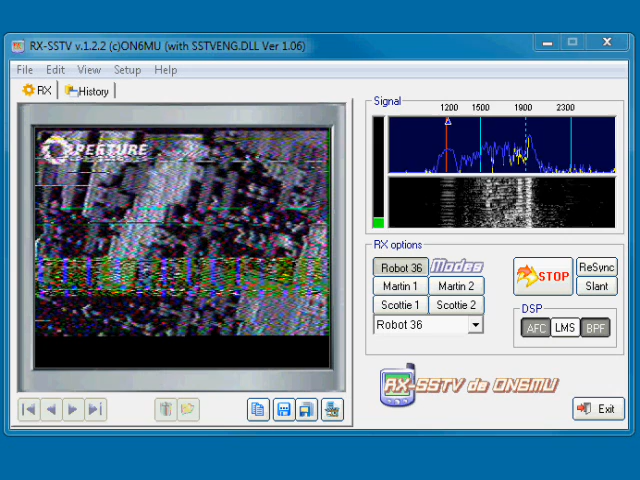 RX-SSTV v.1.2.2 (c)ON6MU (with SSTVENG.DLL Ver 1.06)
File Edit View Setup Help
RX History
APERTURE
Signal
1200 1500 1900 2300
RX options
Robot 36 Modes
Martin 1 Martin 2
Scottie 1 Scottie 2
Robot 36
STOP
ReSync
Slant
DSP
AFC LMS BPF
RX-SSTV de ON6MU
Exit